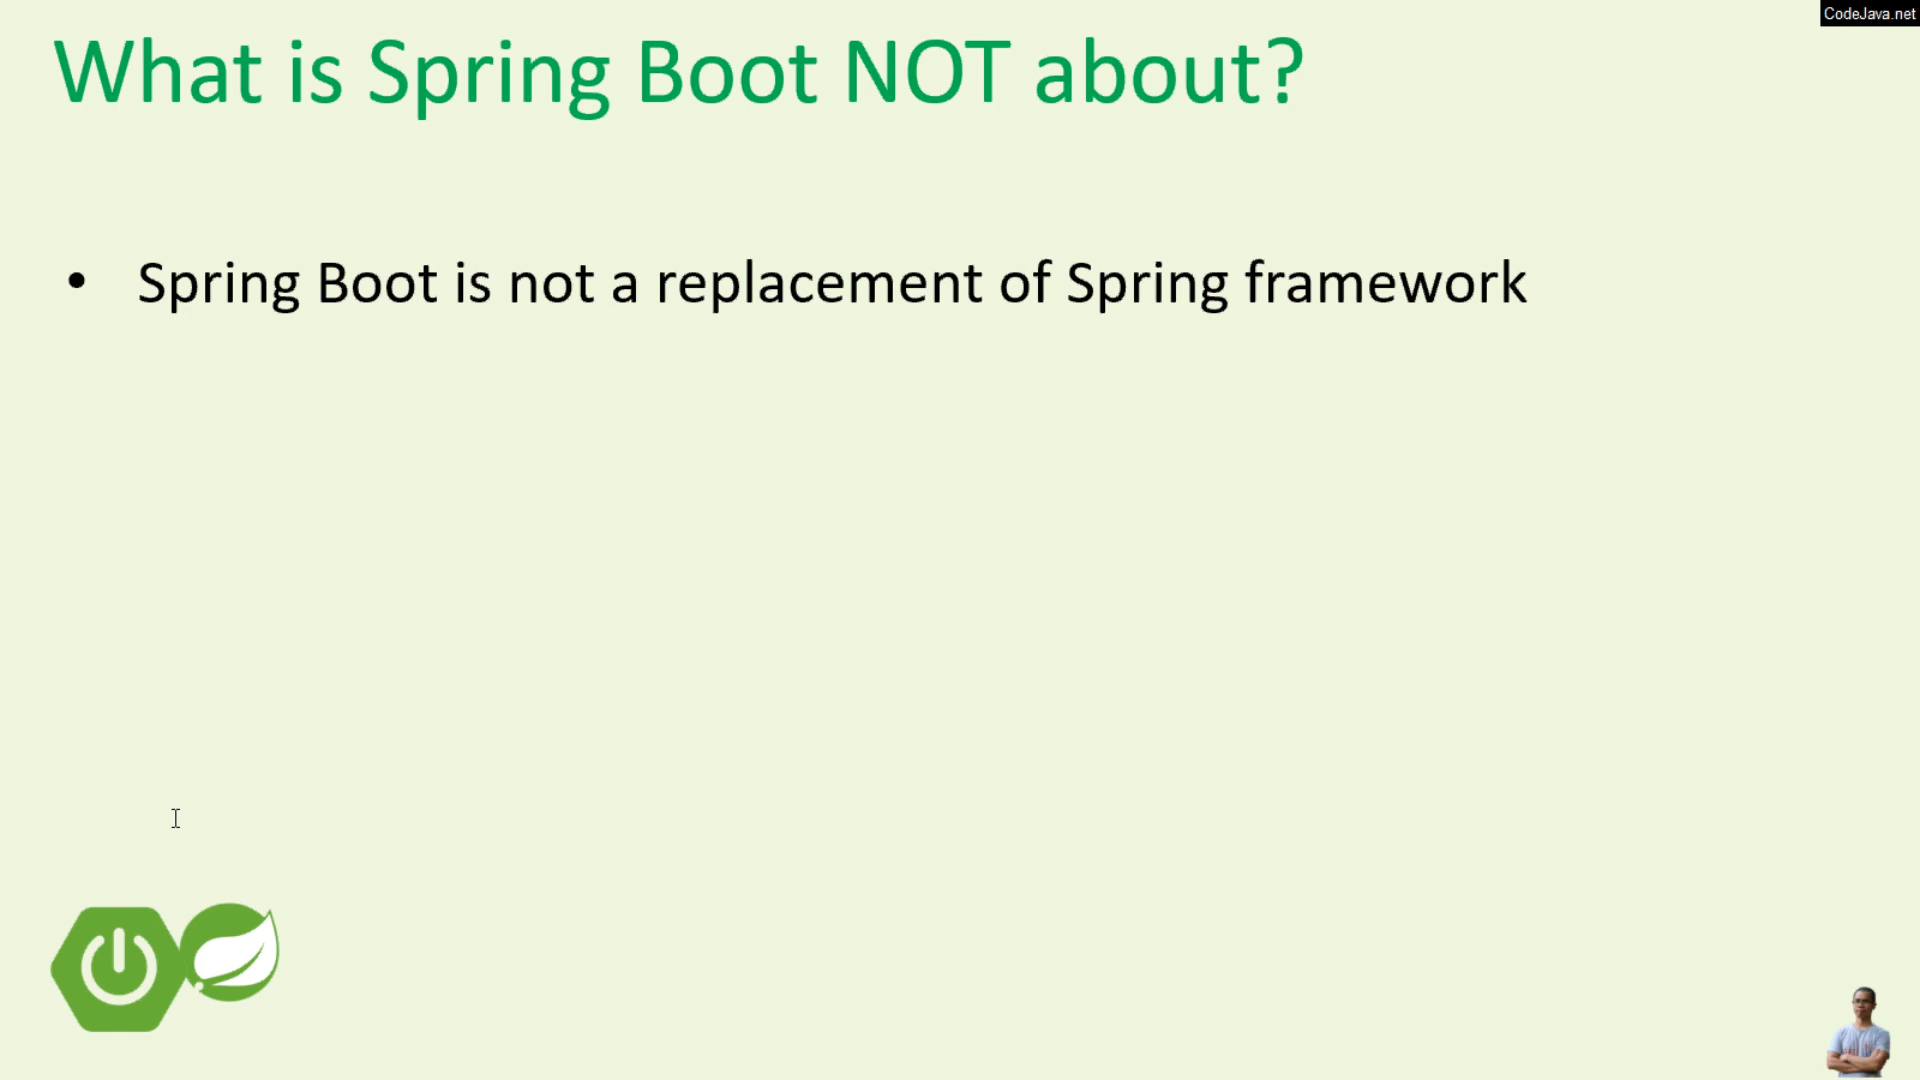 CodeJava.net
What is Spring Boot NOT about?
• Spring Boot is not a replacement of Spring framework